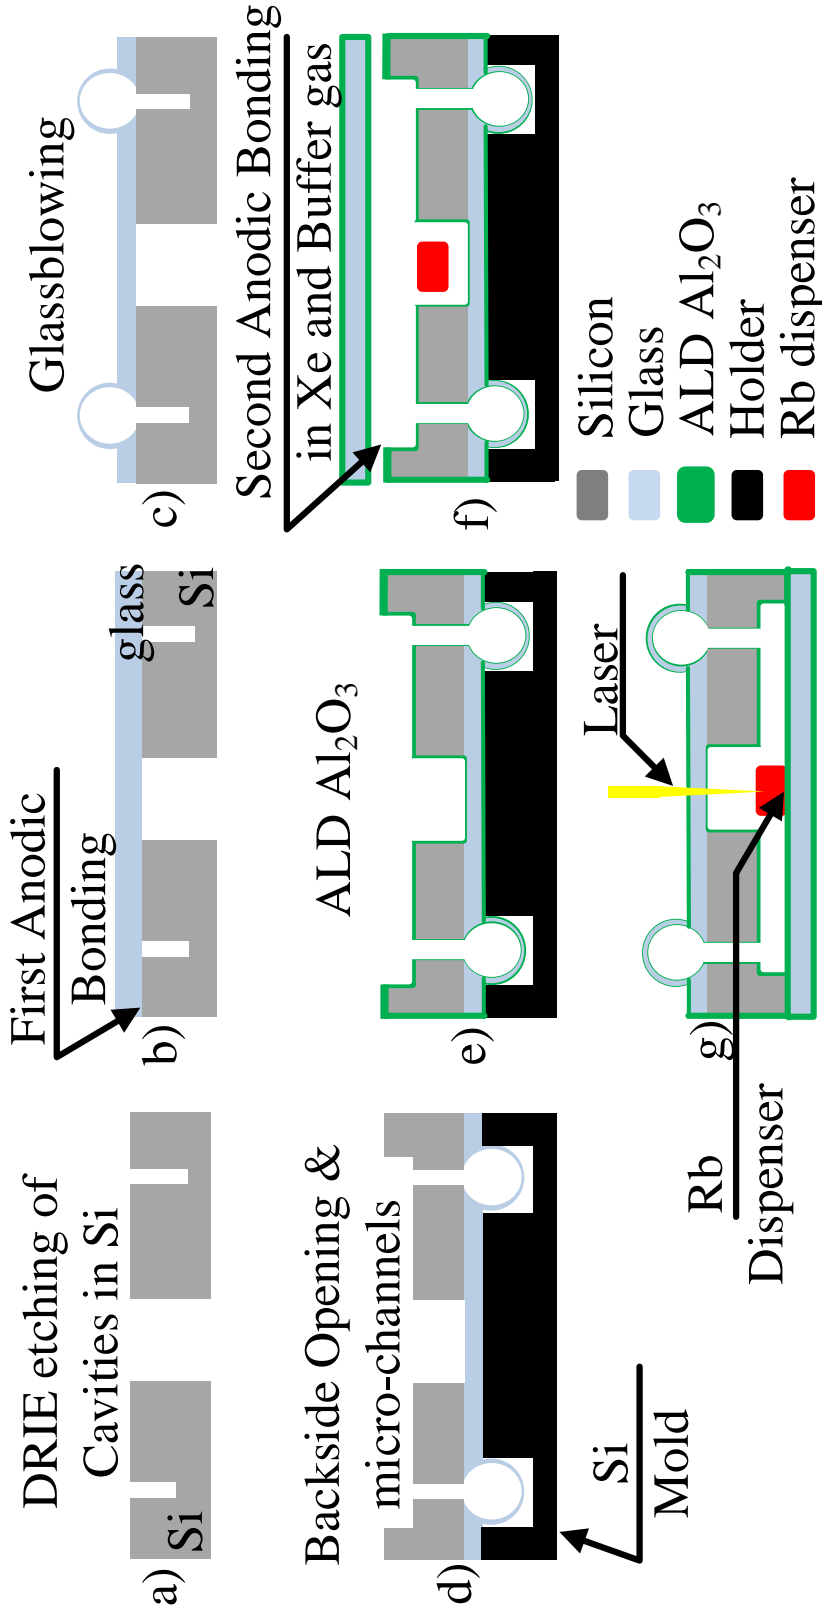 DRIE etching of
Cavities in Si
Si
a)
First Anodic
Bonding
glass
Si
b)
Glassblowing
c)
Backside Opening &
micro-channels
d)
Si
Mold
ALD Al₂O₃
e)
Second Anodic Bonding
in Xe and Buffer gas
f)
Laser
g)
Rb
Dispenser
Silicon
Glass
ALD Al₂O₃
Holder
Rb dispenser